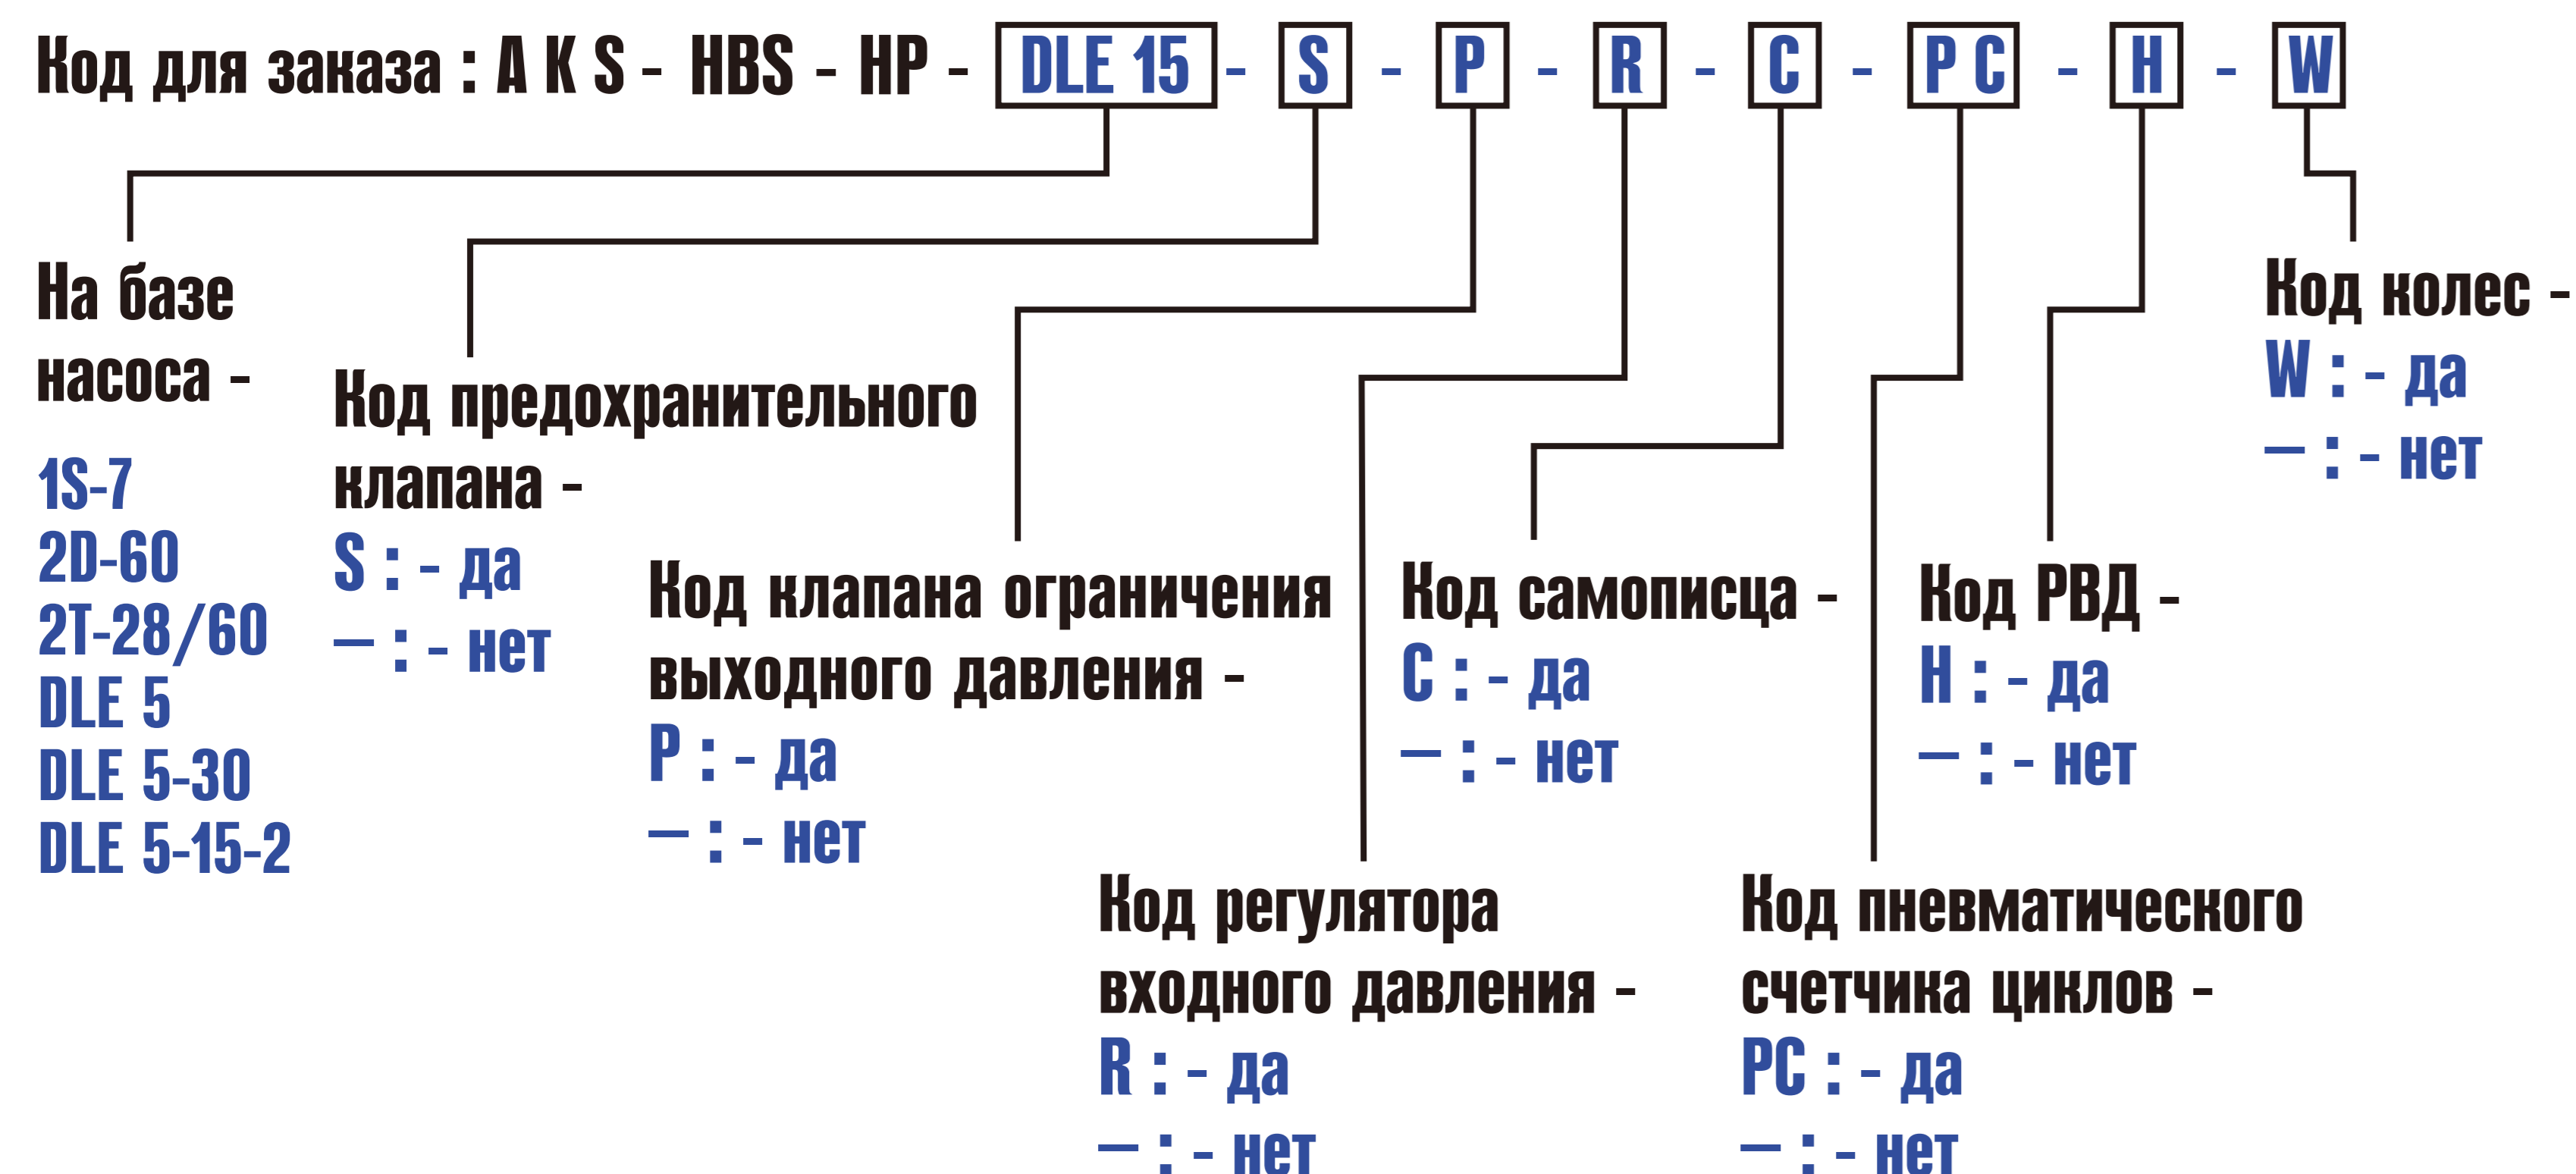 Код для заказа : A K S - HBS - HP - DLE 15 - S - P - R - C - P C - H - W
На базе
насоса -
1S-7
2D-60
2T-28/60
DLE 5
DLE 5-30
DLE 5-15-2
Код предохранительного
клапана -
S : - да
— : - нет
Код клапана ограничения
выходного давления -
P : - да
— : - нет
Код регулятора
входного давления -
R : - да
— : - нет
Код самописца -
C : - да
— : - нет
Код пневматического
счетчика циклов -
PC : - да
— : - нет
Код РВД -
H : - да
— : - нет
Код колес -
W : - да
— : - нет